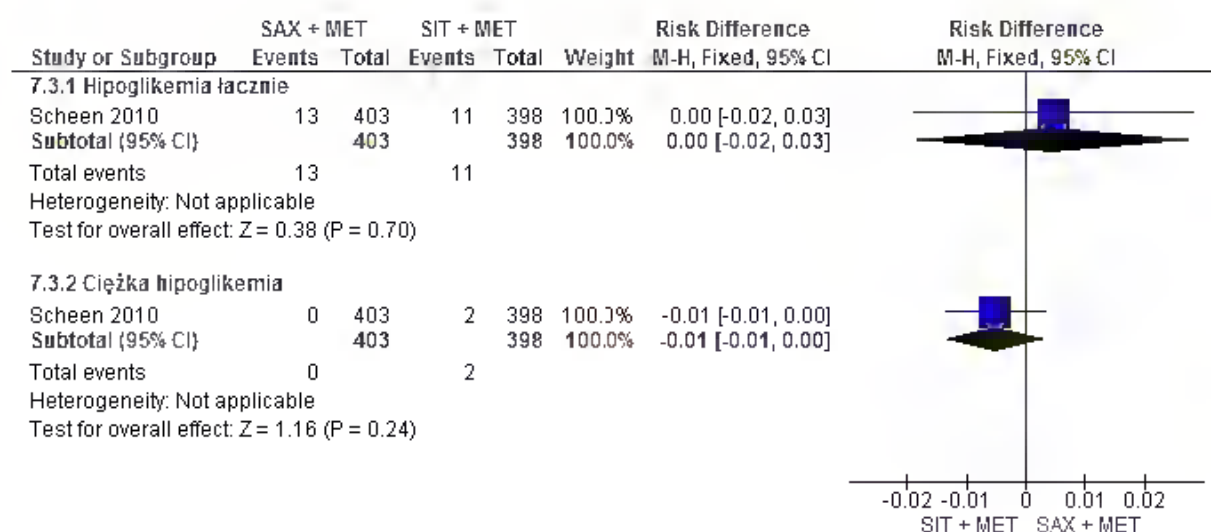 SAX + MET SIT + MET Risk Difference Risk Difference
Study or Subgroup Events Total Events Total Weight M-H, Fixed, 95% CI M-H, Fixed, 95% CI
7.3.1 Hipoglikemia łacznie
Scheen 2010 13 403 11 398 100.0% 0.00 [-0.02, 0.03]
Subtotal (95% CI) 403 398 100.0% 0.00 [-0.02, 0.03]
Total events 13 11
Heterogeneity: Not applicable
Test for overall effect: Z = 0.38 (P = 0.70)
7.3.2 Ciężka hipoglikemia
Scheen 2010 0 403 2 398 100.0% -0.01 [-0.01, 0.00]
Subtotal (95% CI) 403 398 100.0% -0.01 [-0.01, 0.00]
Total events 0 2
Heterogeneity: Not applicable
Test for overall effect: Z = 1.16 (P = 0.24)
-0.02 -0.01 0 0.01 0.02
SIT + MET SAX + MET